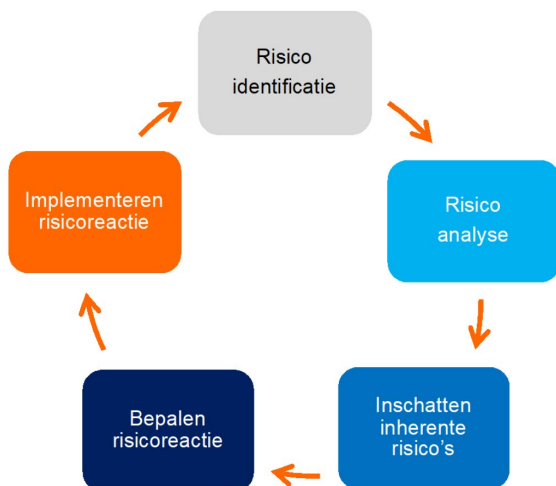 Risico
identificatie
Risico
analyse
Inschatten
inherente
risico's
Bepalen
risicoreactie
Implementeren
risicoreactie